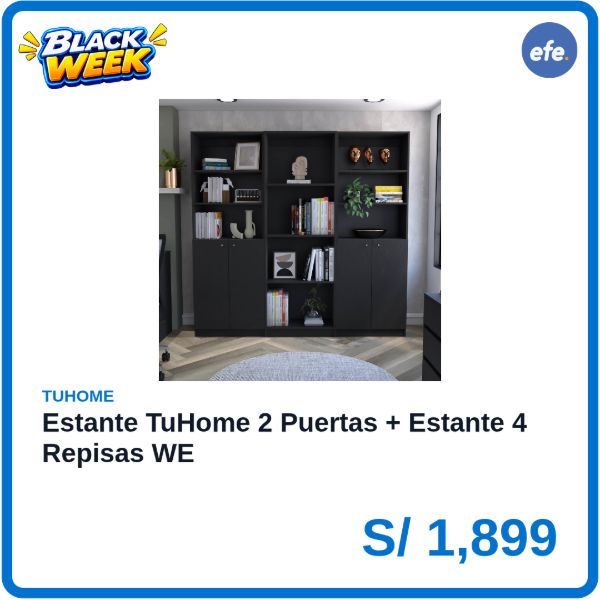 BLACK
WEEK
efe.
TUHOME
Estante TuHome 2 Puertas + Estante 4
Repisas WE
S/ 1,899